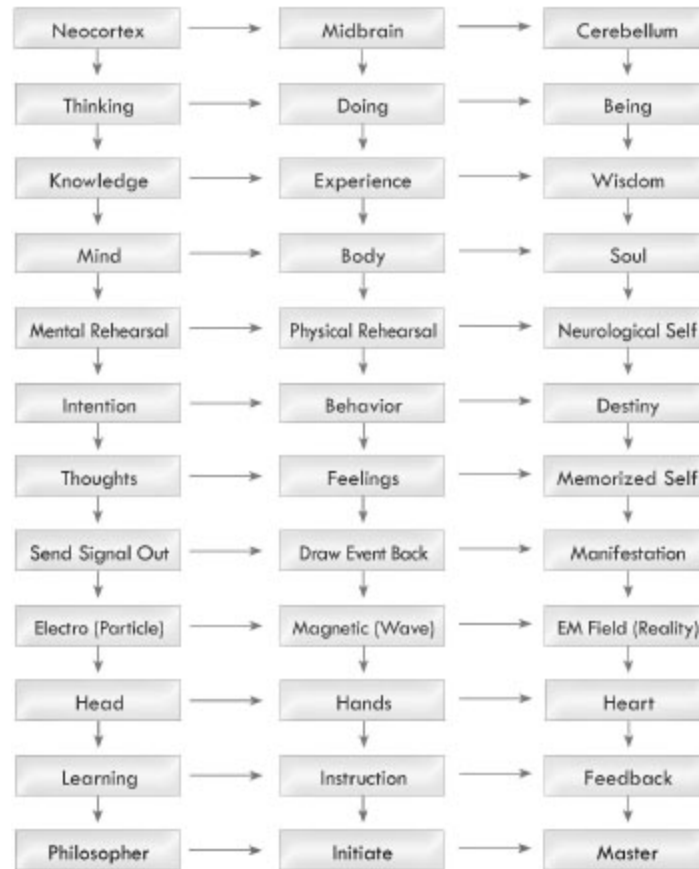 Neocortex Midbrain Cerebellum
Thinking Doing Being
Knowledge Experience Wisdom
Mind Body Soul
Mental Rehearsal Physical Rehearsal Neurological Self
Intention Behavior Destiny
Thoughts Feelings Memorized Self
Send Signal Out Draw Event Back Manifestation
Electro (Particle) Magnetic (Wave) EM Field (Reality)
Head Hands Heart
Learning Instruction Feedback
Philosopher Initiate Master